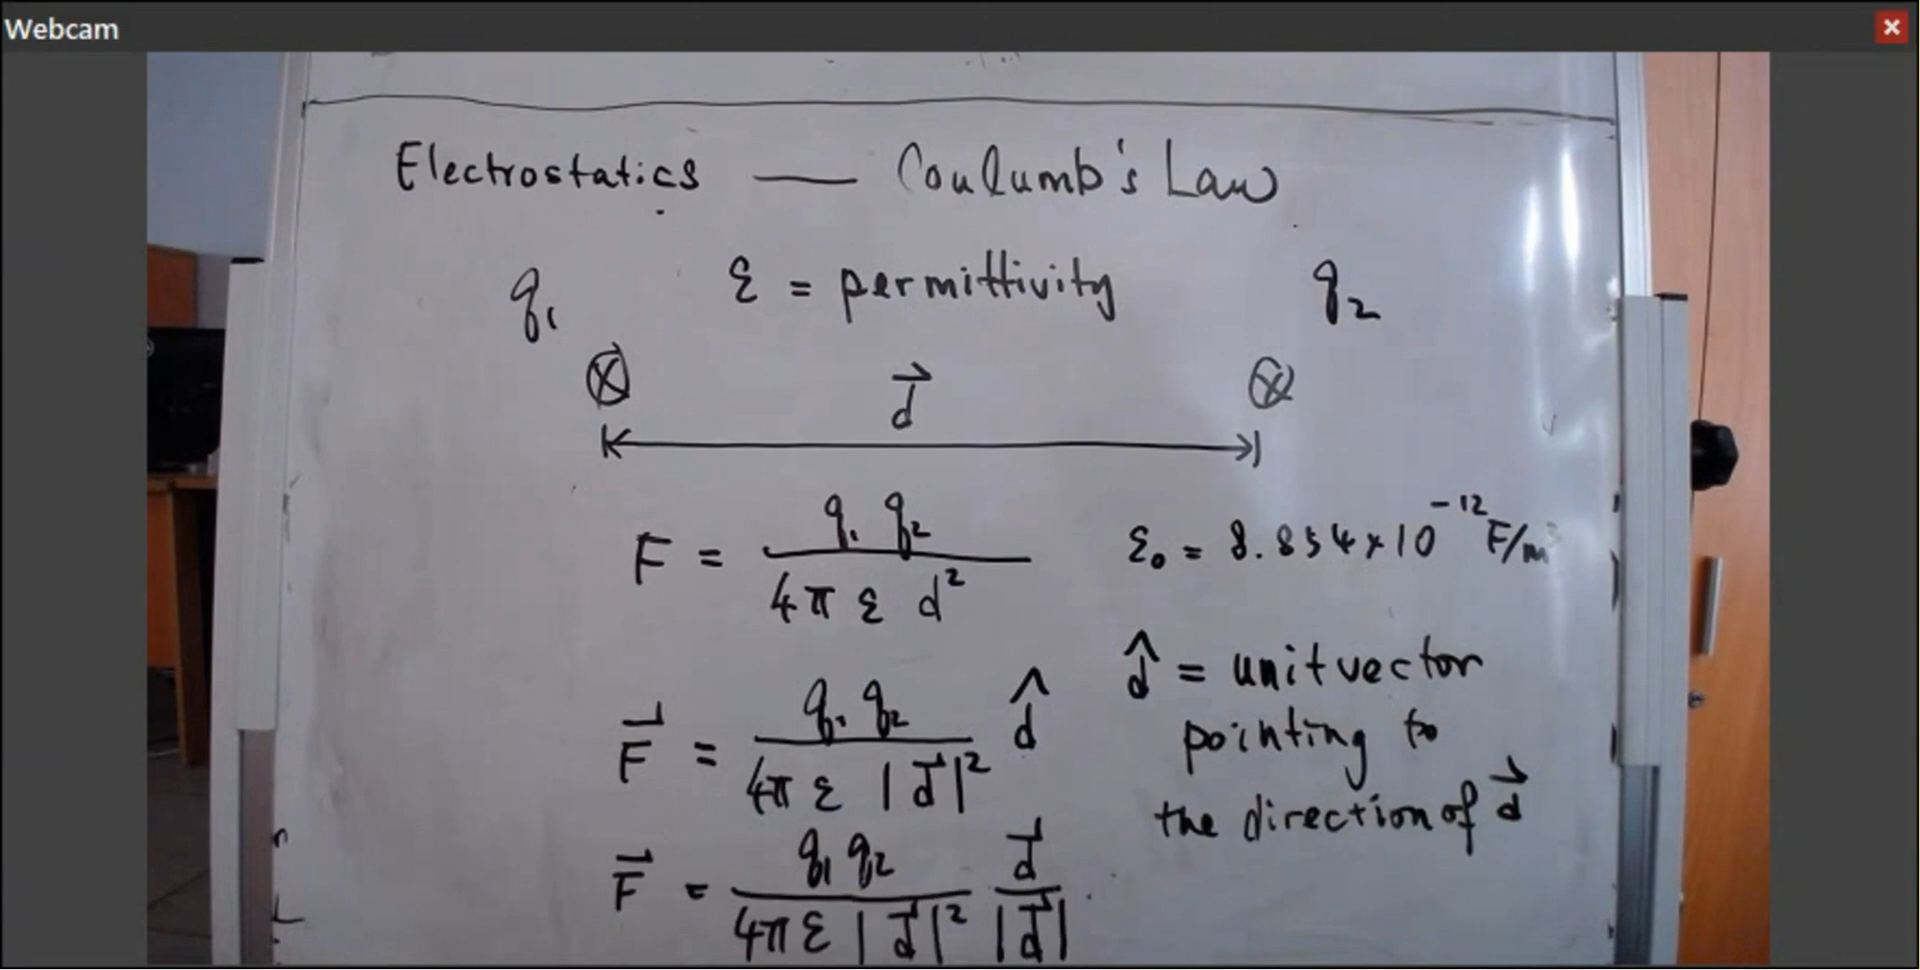 Webcam
Electrostatics — Coulumb's Law
q₁ ε = permittivity q₂
d⃗
F = q₁ q₂ / 4π ε d²
ε₀ = 8.854 × 10⁻¹² F/m
F⃗ = q₁ q₂ / 4π ε |d⃗|² d̂
d̂ = unit vector
pointing to
the direction of d⃗
F⃗ = q₁ q₂ / 4π ε |d⃗|² d⃗ / |d⃗|